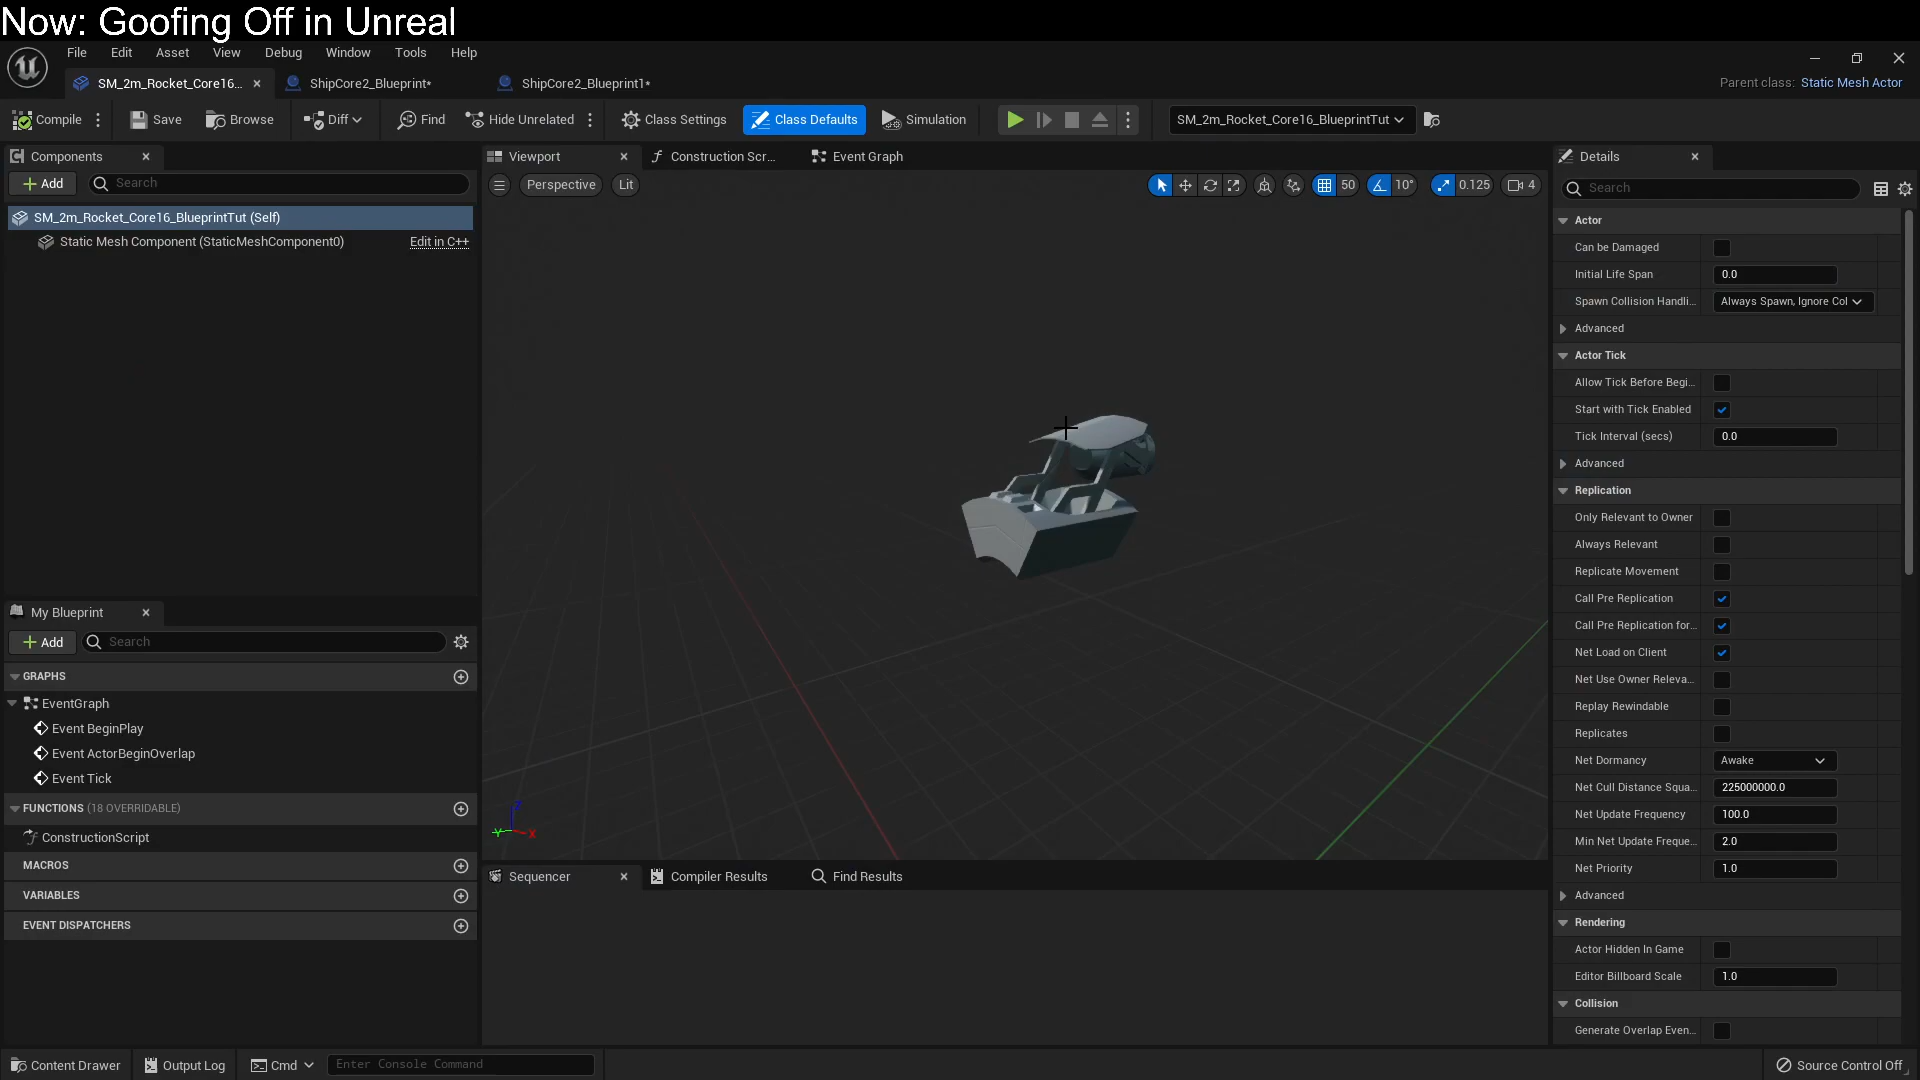 Now: Goofing Off in Unreal
File Edit Asset View Debug Window Tools Help
SM_2m_Rocket_Core16... ShipCore2_Blueprint* ShipCore2_Blueprint1*
Parent class: Static Mesh Actor
Compile Save Browse Diff Find Hide Unrelated Class Settings Class Defaults Simulation SM_2m_Rocket_Core16_BlueprintTut
Components
Add Search
SM_2m_Rocket_Core16_BlueprintTut (Self)
Static Mesh Component (StaticMeshComponent0) Edit in C++
My Blueprint
Add Search
GRAPHS
EventGraph
Event BeginPlay
Event ActorBeginOverlap
Event Tick
FUNCTIONS (18 OVERRIDABLE)
ConstructionScript
MACROS
VARIABLES
EVENT DISPATCHERS
Viewport Construction Scr... Event Graph
Perspective Lit 50 10° 0.125 4
Z
Y X
Sequencer Compiler Results Find Results
Details
Search
Actor
Can be Damaged
Initial Life Span 0.0
Spawn Collision Handli... Always Spawn, Ignore Col
Advanced
Actor Tick
Allow Tick Before Begi...
Start with Tick Enabled
Tick Interval (secs) 0.0
Advanced
Replication
Only Relevant to Owner
Always Relevant
Replicate Movement
Call Pre Replication
Call Pre Replication for...
Net Load on Client
Net Use Owner Releva...
Replay Rewindable
Replicates
Net Dormancy Awake
Net Cull Distance Squa... 225000000.0
Net Update Frequency 100.0
Min Net Update Freque... 2.0
Net Priority 1.0
Advanced
Rendering
Actor Hidden In Game
Editor Billboard Scale 1.0
Collision
Generate Overlap Even...
Content Drawer Output Log Cmd Enter Console Command Source Control Off